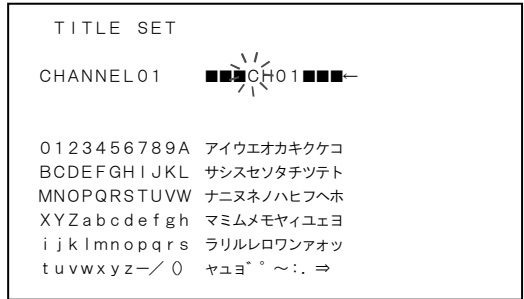 TITLE SET
CHANNEL01 ■■■CH01■■■←
0123456789A アイウエオカキクケコ
BCDEFGHIJKL サシスセソタチツテト
MNOPQRSTUVW ナニヌネノハヒフヘホ
XYZabcdefgh マミムメモヤィユェヨ
ijklmnopqrs ラリルレロワンァォッ
tuvwxyz−／() ャュョ゛゜～:. ⇒